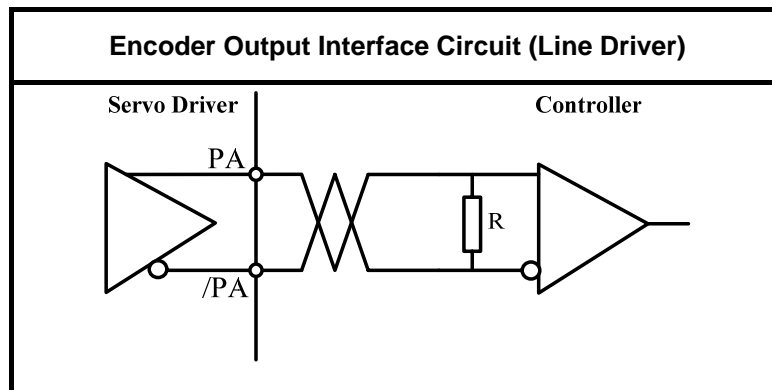 Encoder Output Interface Circuit (Line Driver)
Servo Driver
Controller
PA
R
/PA